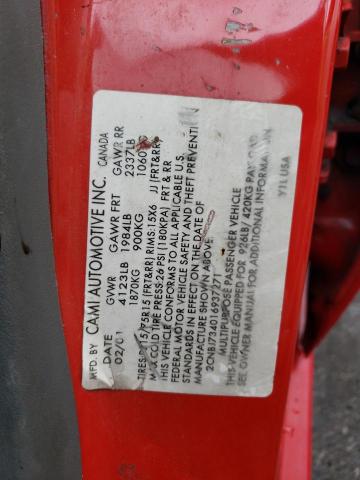 MFD. BY CAMI AUTOMOTIVE INC. CANADA
DATE GVWR GAWR FRT GAWR RR
02/01 4123LB 1984LB 2337LB
1870KG 900KG 1060
TIRES: 15/75R15 (FRT&RR) RIMS:15X6 JJ (FRT&RR)
COLD TIRE PRESS:26 PSI (180KPA) FRT & RR
THIS VEHICLE CONFORMS TO ALL APPLICABLE U.S.
FEDERAL MOTOR VEHICLE SAFETY AND THEFT PREVENTION
STANDARDS IN EFFECT ON THE DATE OF
MANUFACTURE SHOWN ABOVE
2CNBJ734016937271
MULTIPURPOSE PASSENGER VEHICLE
THIS VEHICLE EQUIPPED FOR 926LB/ 420KG PAYLOAD
SEE OWNER MANUAL FOR ADDITIONAL INFORMATION
Y1L USA